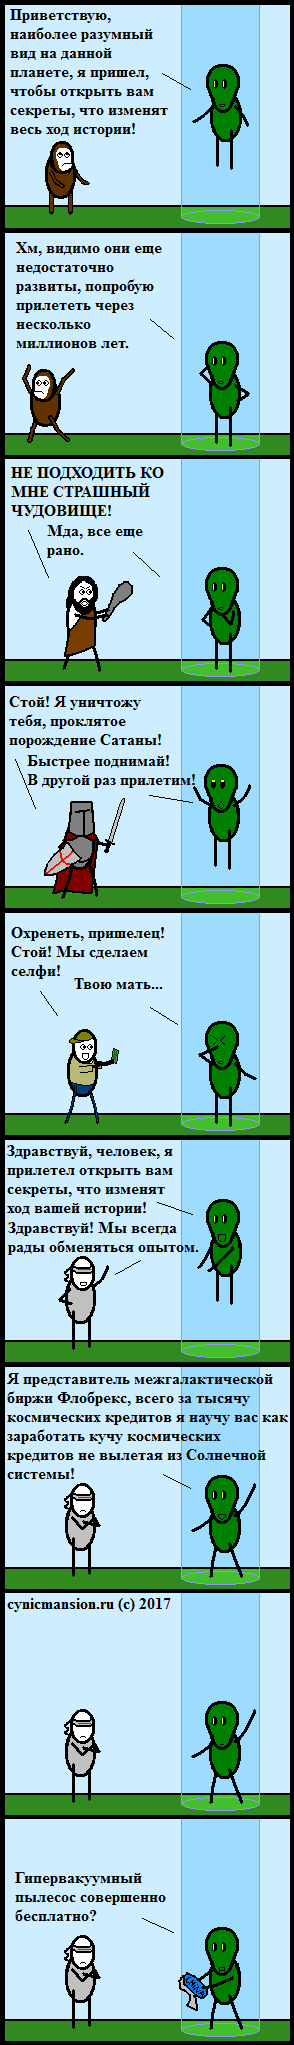 Приветствую,
наиболее разумный
вид на данной
планете, я пришел,
чтобы открыть вам
секреты, что изменят
весь ход истории!
Хм, видимо они еще
недостаточно
развиты, попробую
прилететь через
несколько
миллионов лет.
НЕ ПОДХОДИТЬ КО
МНЕ СТРАШНЫЙ
ЧУДОВИЩЕ!
Мда, все еще
рано.
Стой! Я уничтожу
тебя, проклятое
порождение Сатаны!
Быстрее поднимай!
В другой раз прилетим!
Охренеть, пришелец!
Стой! Мы сделаем
селфи!
Твою мать...
Здравствуй, человек, я
прилетел открыть вам
секреты, что изменят
ход вашей истории!
Здравствуй! Мы всегда
рады обменяться опытом.
Я представитель межгалактической
биржи Флобрекс, всего за тысячу
космических кредитов я научу вас как
заработать кучу космических
кредитов не вылетая из Солнечной
системы!
cynicmansion.ru (c) 2017
Гипервакуумный
пылесос совершенно
бесплатно?